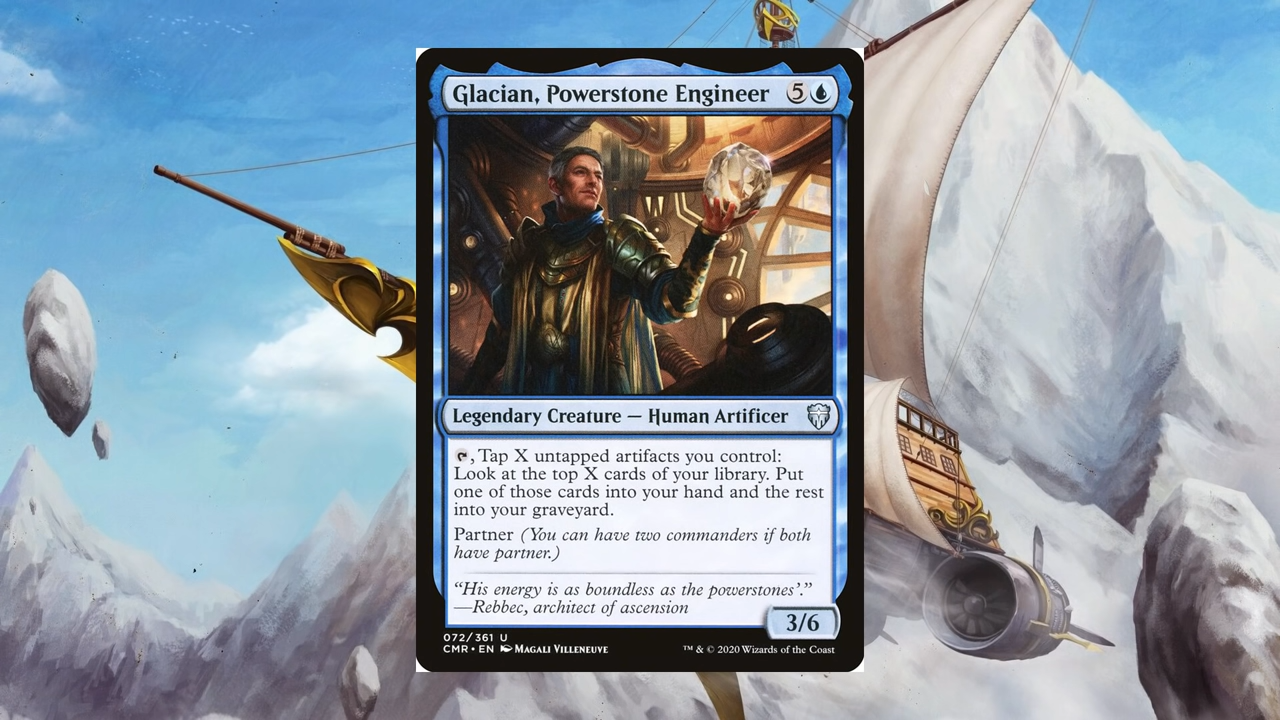 Glacian, Powerstone Engineer 5
Legendary Creature — Human Artificer
, Tap X untapped artifacts you control:
Look at the top X cards of your library. Put
one of those cards into your hand and the rest
into your graveyard.
Partner (You can have two commanders if both
have partner.)
“His energy is as boundless as the powerstones’.”
—Rebbec, architect of ascension
3/6
072/361 U
CMR • EN Magali Villeneuve
™ & © 2020 Wizards of the Coast